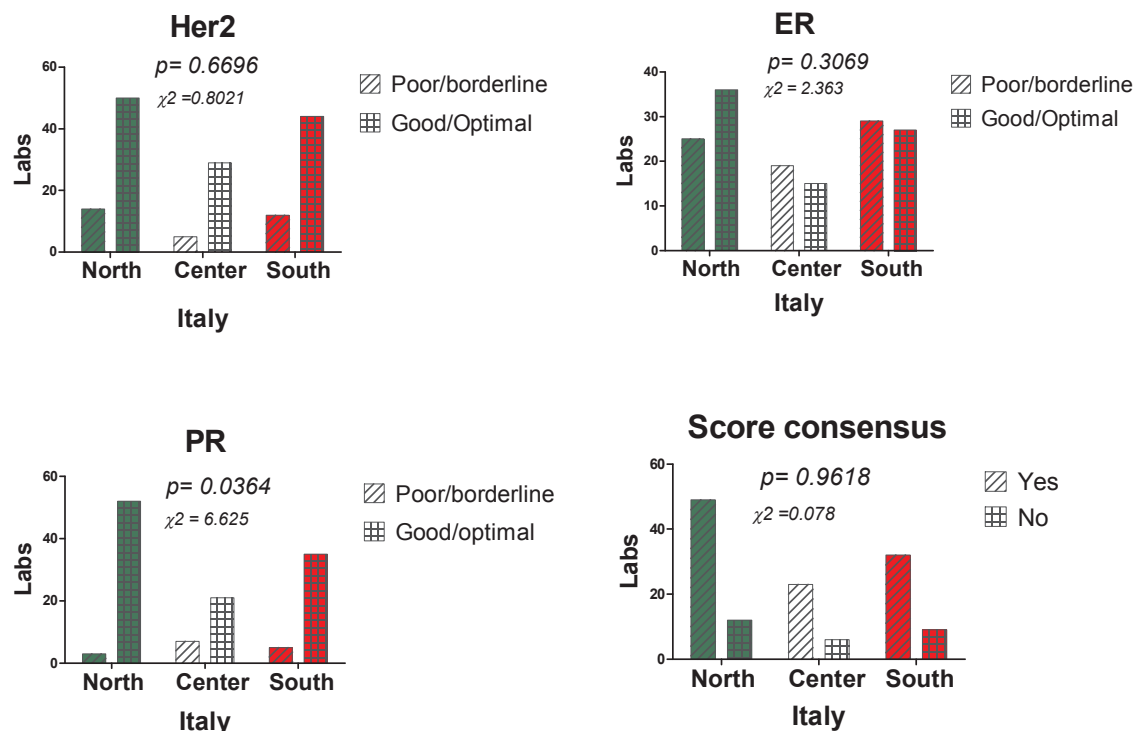 Her2
p= 0.6696
χ2 =0.8021
Poor/borderline
Good/Optimal
Labs
60
40
20
0
North Center South
Italy
ER
p= 0.3069
χ2 = 2.363
Poor/borderline
Good/Optimal
Labs
40
30
20
10
0
North Center South
Italy
PR
p= 0.0364
χ2 = 6.625
Poor/borderline
Good/optimal
Labs
60
40
20
0
North Center South
Italy
Score consensus
p= 0.9618
χ2 =0.078
Yes
No
Labs
60
40
20
0
North Center South
Italy